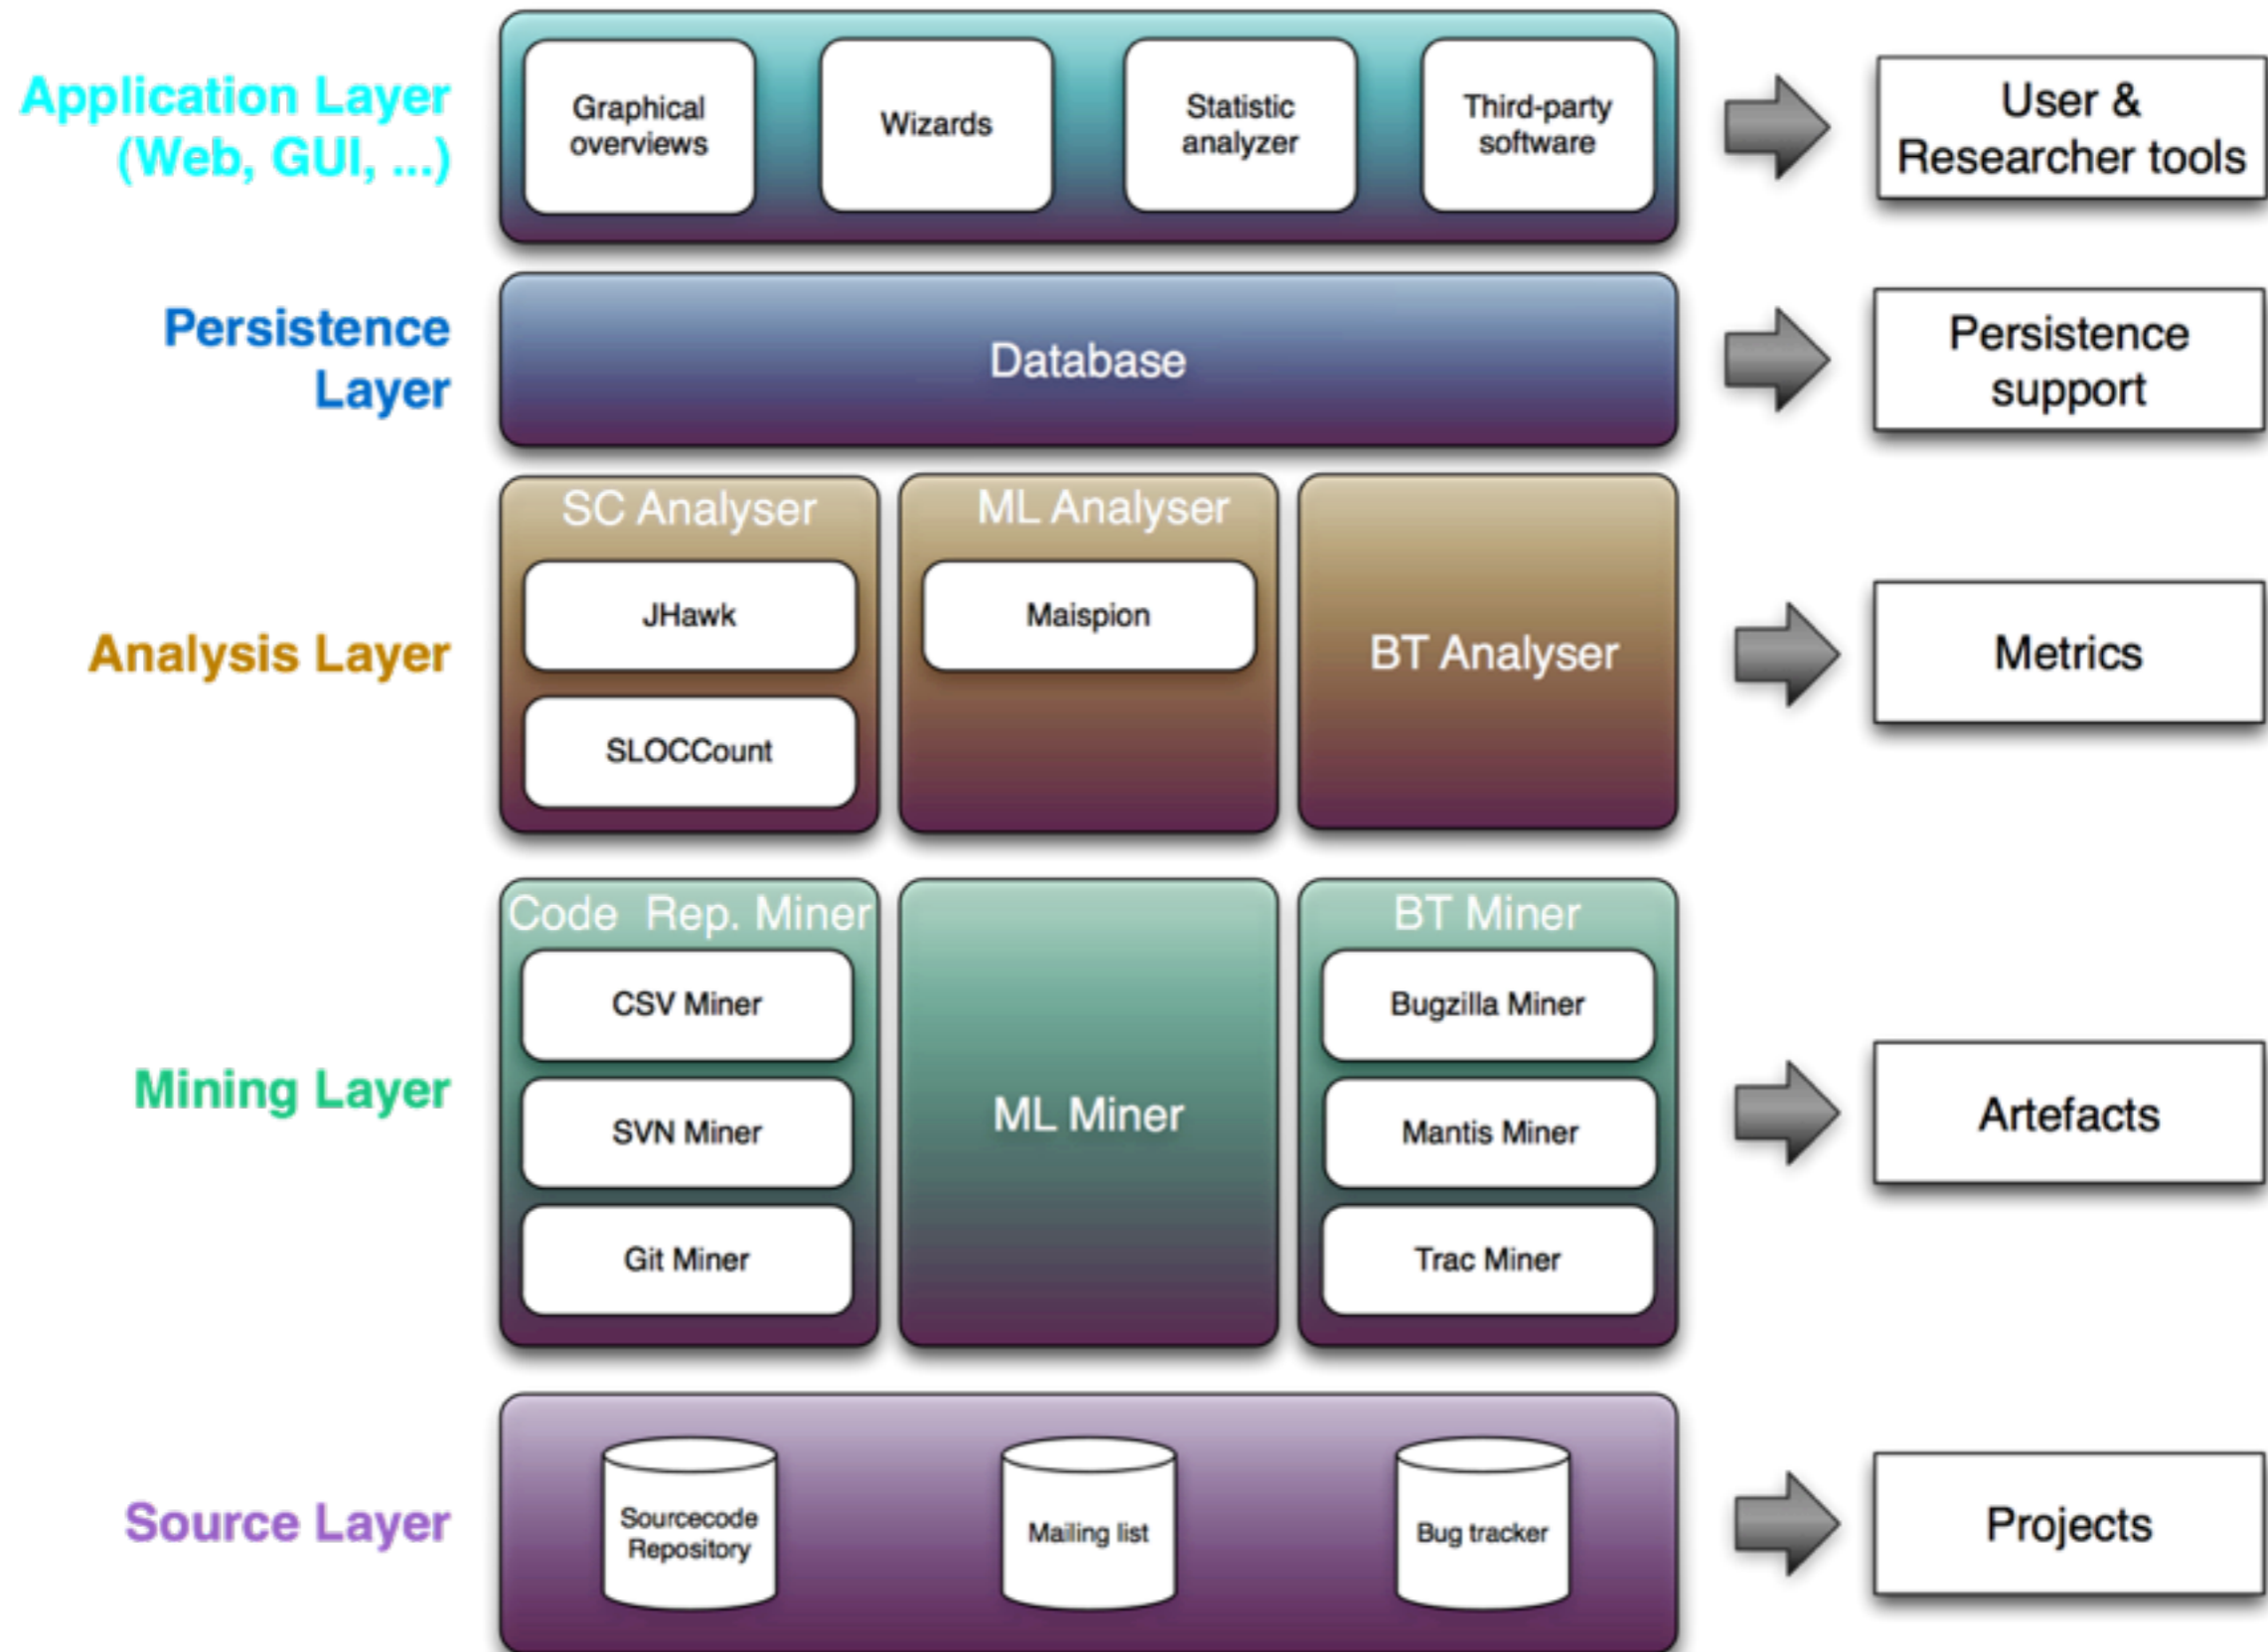 Application Layer
(Web, GUI, ...)
Graphical
overviews
Wizards
Statistic
analyzer
Third-party
software
User &
Researcher tools
Persistence
Layer
Database
Persistence
support
Analysis Layer
SC Analyser
JHawk
SLOCCount
ML Analyser
Maispion
BT Analyser
Metrics
Mining Layer
Code Rep. Miner
CSV Miner
SVN Miner
Git Miner
ML Miner
BT Miner
Bugzilla Miner
Mantis Miner
Trac Miner
Artefacts
Source Layer
Sourcecode
Repository
Mailing list
Bug tracker
Projects